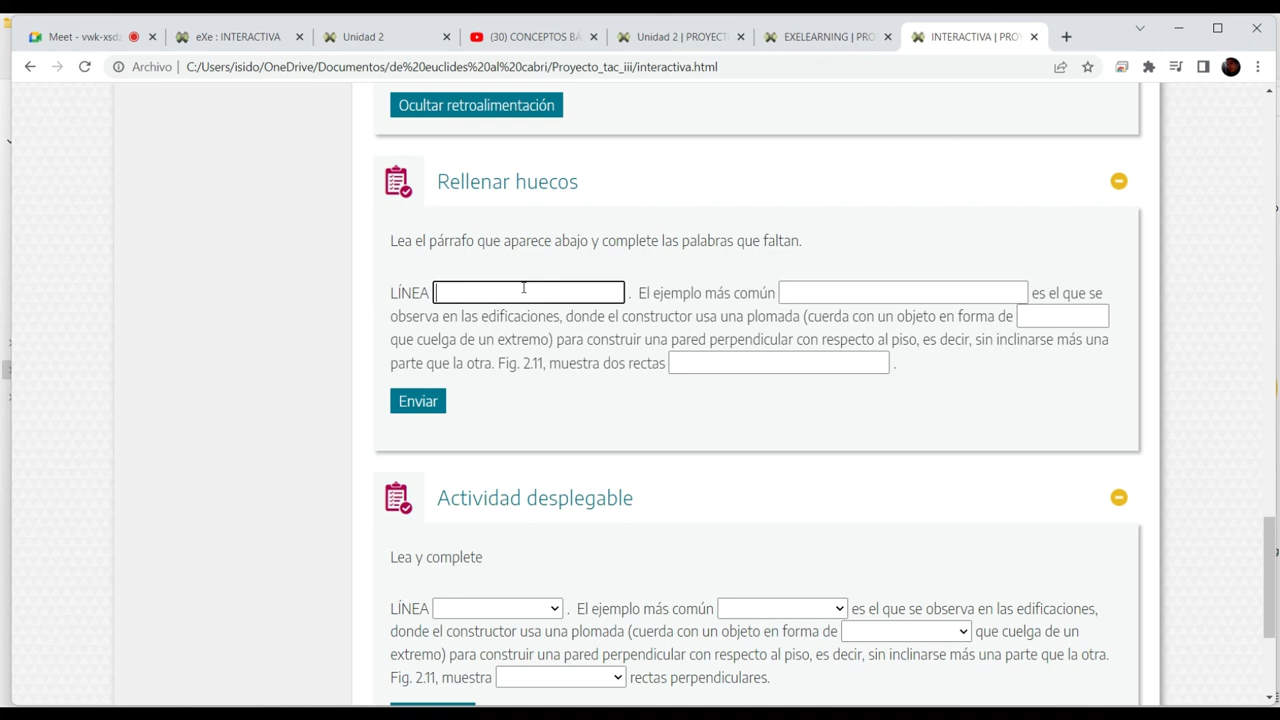 Meet - vwk-xsdz
eXe : INTERACTIVA
Unidad 2
(30) CONCEPTOS BÁ
Unidad 2 | PROYECT
EXELEARNING | PRO
INTERACTIVA | PRO
Archivo | C:/Users/isido/OneDrive/Documentos/de%20euclides%20al%20cabri/Proyecto_tac_iii/interactiva.html
Ocultar retroalimentación
Rellenar huecos
Lea el párrafo que aparece abajo y complete las palabras que faltan.
LÍNEA . El ejemplo más común es el que se
observa en las edificaciones, donde el constructor usa una plomada (cuerda con un objeto en forma de
que cuelga de un extremo) para construir una pared perpendicular con respecto al piso, es decir, sin inclinarse más una
parte que la otra. Fig. 2.11, muestra dos rectas .
Enviar
Actividad desplegable
Lea y complete
LÍNEA . El ejemplo más común es el que se observa en las edificaciones,
donde el constructor usa una plomada (cuerda con un objeto en forma de que cuelga de un
extremo) para construir una pared perpendicular con respecto al piso, es decir, sin inclinarse más una parte que la otra.
Fig. 2.11, muestra rectas perpendiculares.